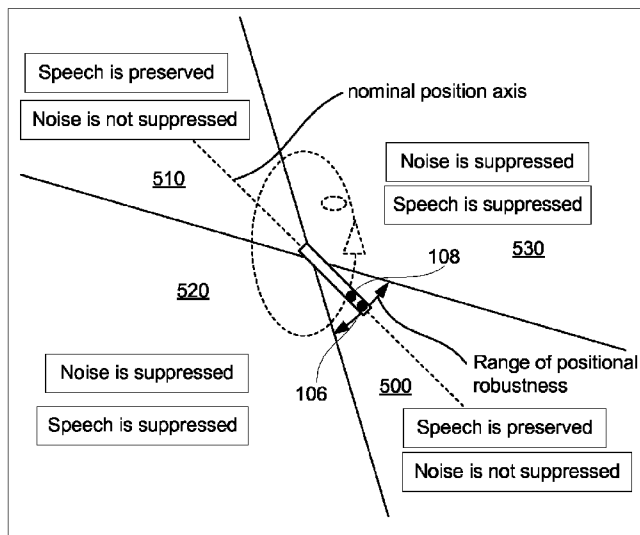 Speech is preserved
Noise is not suppressed
nominal position axis
510
Noise is suppressed
Speech is suppressed
530
108
520
Noise is suppressed
Speech is suppressed
106
500
Range of positional
robustness
Speech is preserved
Noise is not suppressed